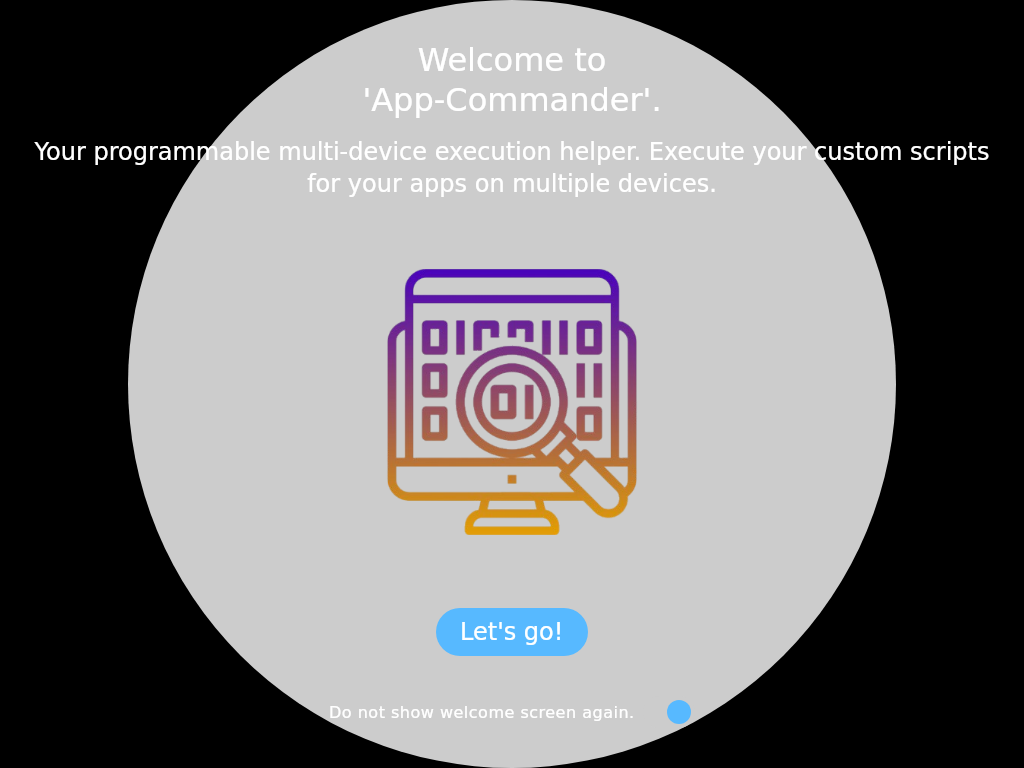 Welcome to
'App-Commander'.
Your programmable multi-device execution helper. Execute your custom scripts
for your apps on multiple devices.
Let's go!
Do not show welcome screen again.